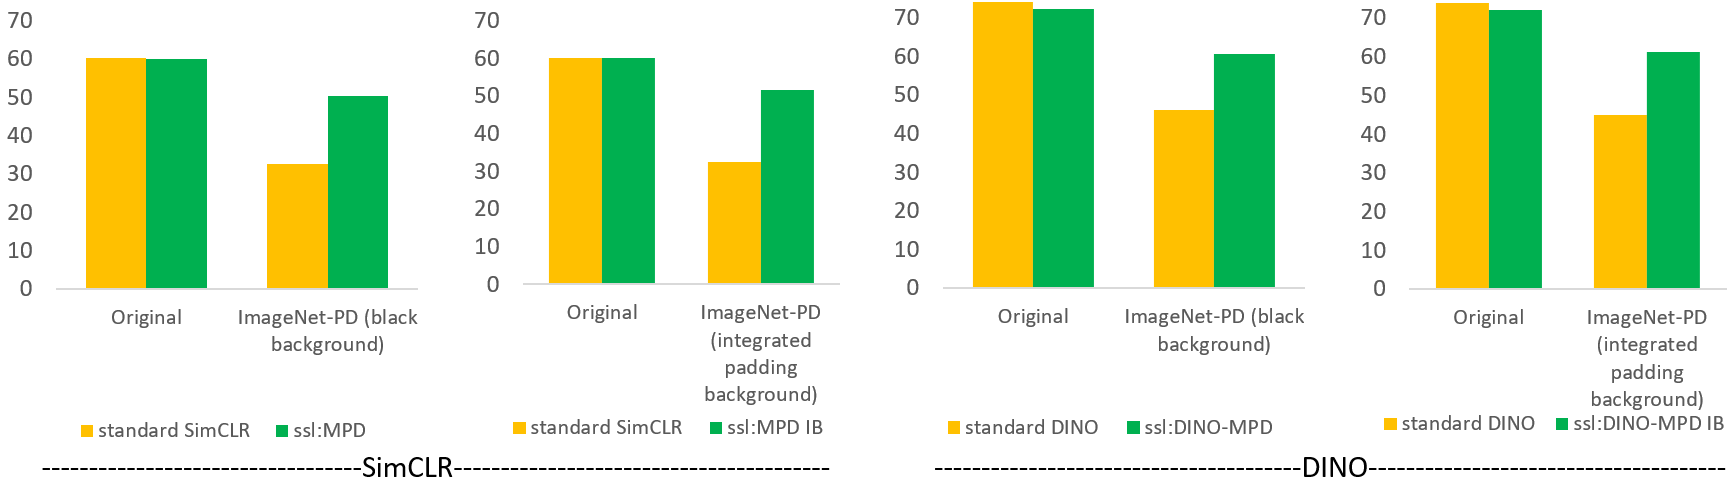 70
60
50
40
30
20
10
0
Original
ImageNet-PD (black
background)
standard SimCLR
ssl:MPD
70
60
50
40
30
20
10
0
Original
ImageNet-PD
(integrated
padding
background)
standard SimCLR
ssl:MPD IB
----------------------------------SimCLR----------------------------------------
70
60
50
40
30
20
10
0
Original
ImageNet-PD (black
background)
standard DINO
ssl:DINO-MPD
70
60
50
40
30
20
10
0
Original
ImageNet-PD
(integrated
padding
background)
standard DINO
ssl:DINO-MPD IB
---------------------------------------DINO--------------------------------------